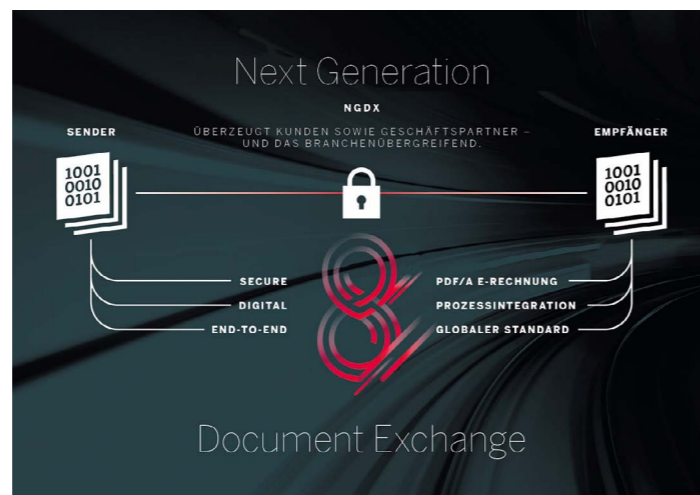 Next Generation
NGDX
SENDER
ÜBERZEUGT KUNDEN SOWIE GESCHÄFTSPARTNER –
UND DAS BRANCHENÜBERGREIFEND.
EMPFÄNGER
1001
0010
0101
1001
0010
0101
SECURE
DIGITAL
END-TO-END
PDF/A E-RECHNUNG
PROZESSINTEGRATION
GLOBALER STANDARD
Document Exchange